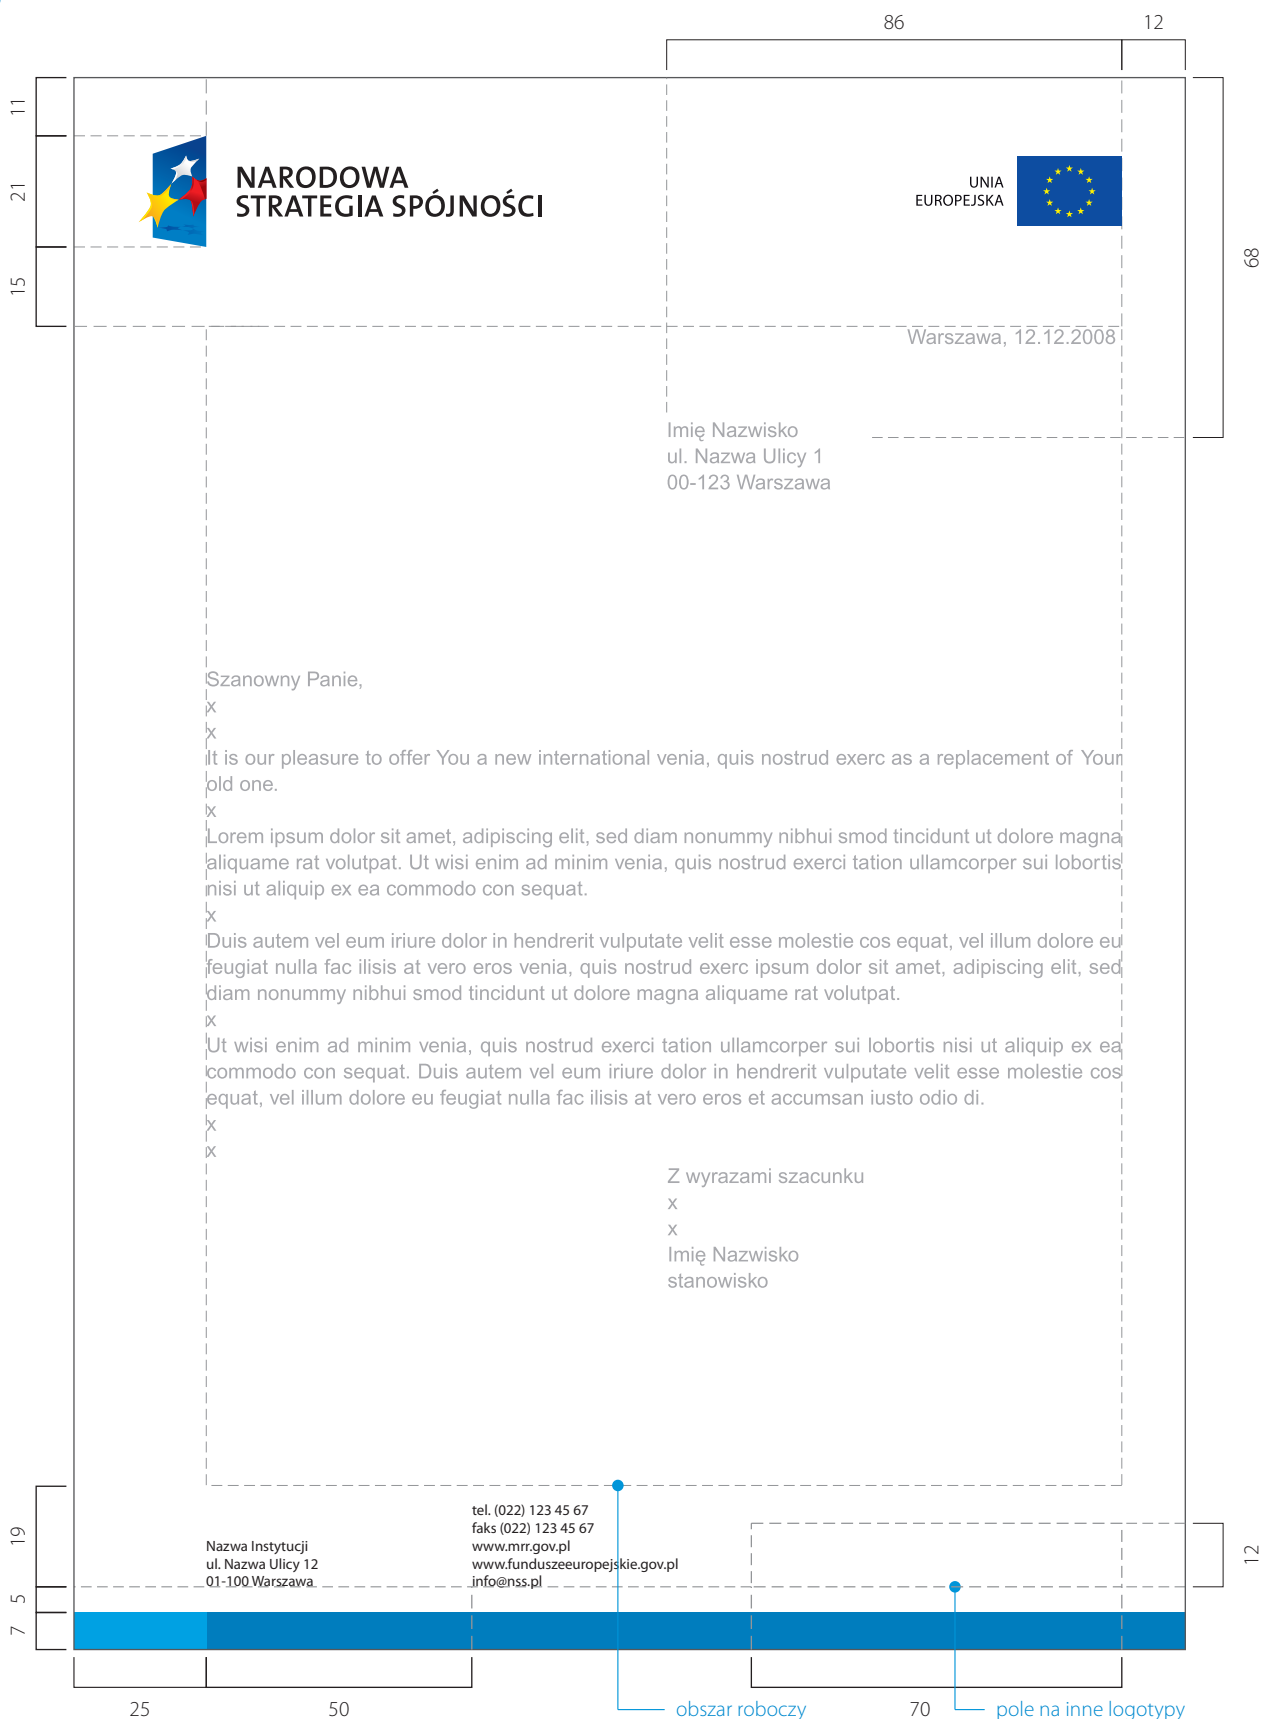 86
12
11
21
15
68
NARODOWA
STRATEGIA SPÓJNOŚCI
UNIA
EUROPEJSKA
Warszawa, 12.12.2008
Imię Nazwisko
ul. Nazwa Ulicy 1
00-123 Warszawa
Szanowny Panie,
x
x
It is our pleasure to offer You a new international venia, quis nostrud exerc as a replacement of Your
old one.
x
Lorem ipsum dolor sit amet, adipiscing elit, sed diam nonummy nibhui smod tincidunt ut dolore magna
aliquame rat volutpat. Ut wisi enim ad minim venia, quis nostrud exerci tation ullamcorper sui lobortis
nisi ut aliquip ex ea commodo con sequat.
x
Duis autem vel eum iriure dolor in hendrerit vulputate velit esse molestie cos equat, vel illum dolore eu
feugiat nulla fac ilisis at vero eros venia, quis nostrud exerc ipsum dolor sit amet, adipiscing elit, sed
diam nonummy nibhui smod tincidunt ut dolore magna aliquame rat volutpat.
x
Ut wisi enim ad minim venia, quis nostrud exerci tation ullamcorper sui lobortis nisi ut aliquip ex ea
commodo con sequat. Duis autem vel eum iriure dolor in hendrerit vulputate velit esse molestie cos
equat, vel illum dolore eu feugiat nulla fac ilisis at vero eros et accumsan iusto odio di.
x
x
Z wyrazami szacunku
x
x
Imię Nazwisko
stanowisko
19
5
7
Nazwa Instytucji
ul. Nazwa Ulicy 12
01-100 Warszawa
tel. (022) 123 45 67
faks (022) 123 45 67
www.mrr.gov.pl
www.funduszeeuropejskie.gov.pl
info@nss.pl
12
25
50
obszar roboczy
70
pole na inne logotypy